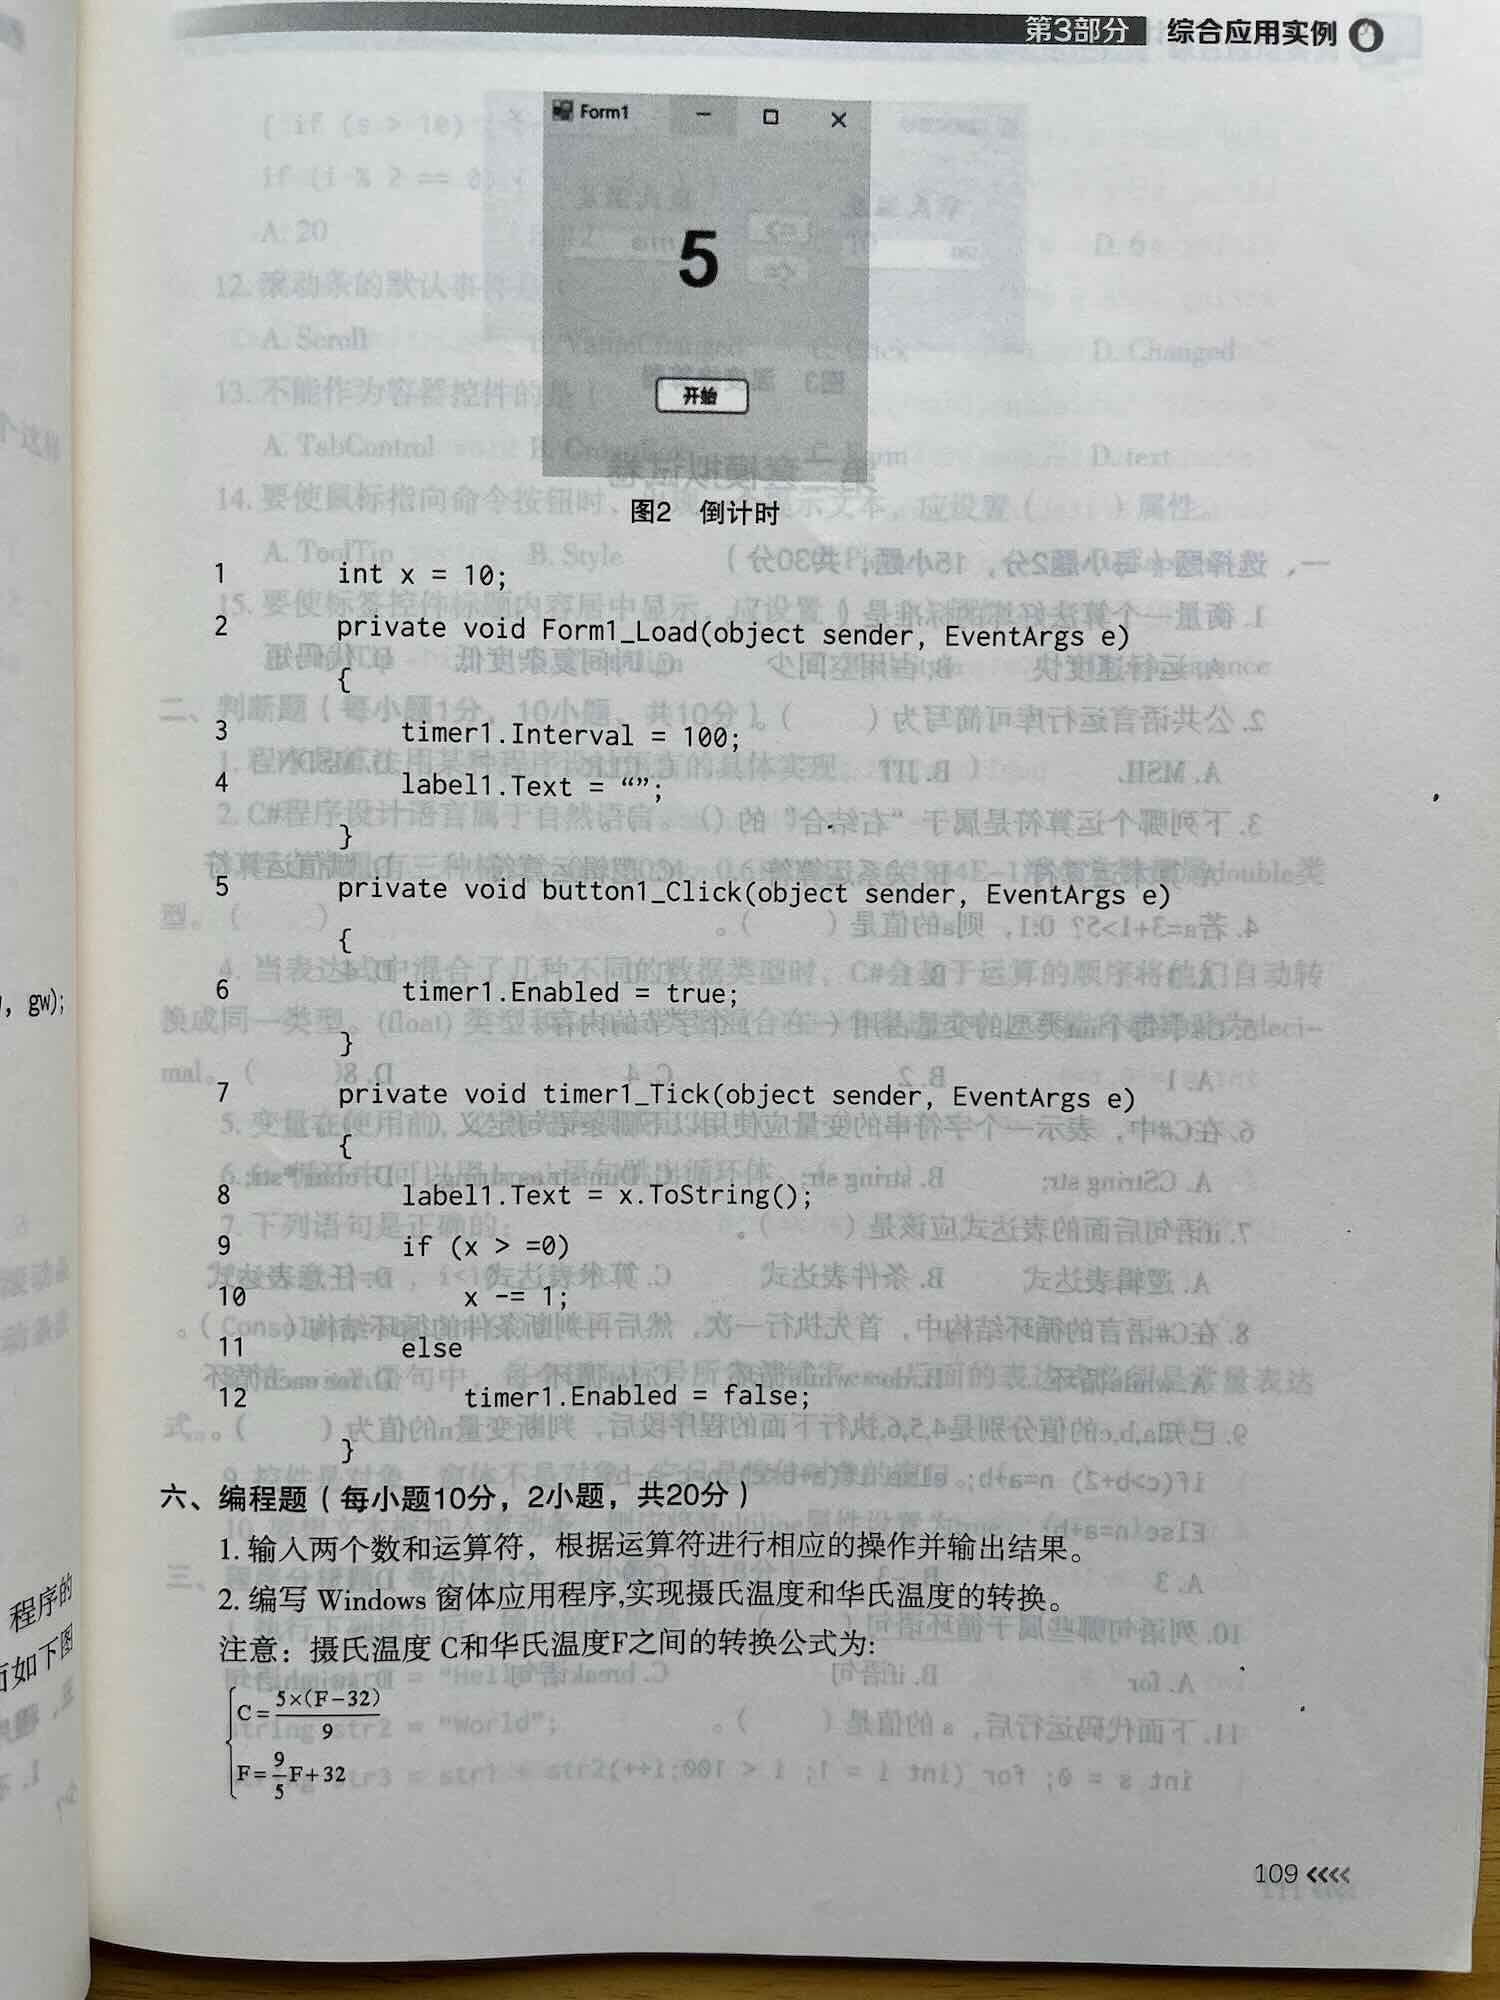 第3部分 综合应用实例
Form1
5
开始
图2 倒计时
1 int x = 10;
2 private void Form1_Load(object sender, EventArgs e)
{
3 timer1.Interval = 100;
4 label1.Text = “”;
}
5 private void button1_Click(object sender, EventArgs e)
{
6 timer1.Enabled = true;
}
7 private void timer1_Tick(object sender, EventArgs e)
{
8 label1.Text = x.ToString();
9 if (x > =0)
10 x -= 1;
11 else
12 timer1.Enabled = false;
}
六、编程题（每小题10分，2小题，共20分）
1. 输入两个数和运算符，根据运算符进行相应的操作并输出结果。
2. 编写 Windows 窗体应用程序,实现摄氏温度和华氏温度的转换。
注意：摄氏温度 C和华氏温度F之间的转换公式为:
C=5×(F−32)/9
F=9/5F+32
109
, gw);
程序的
如下图